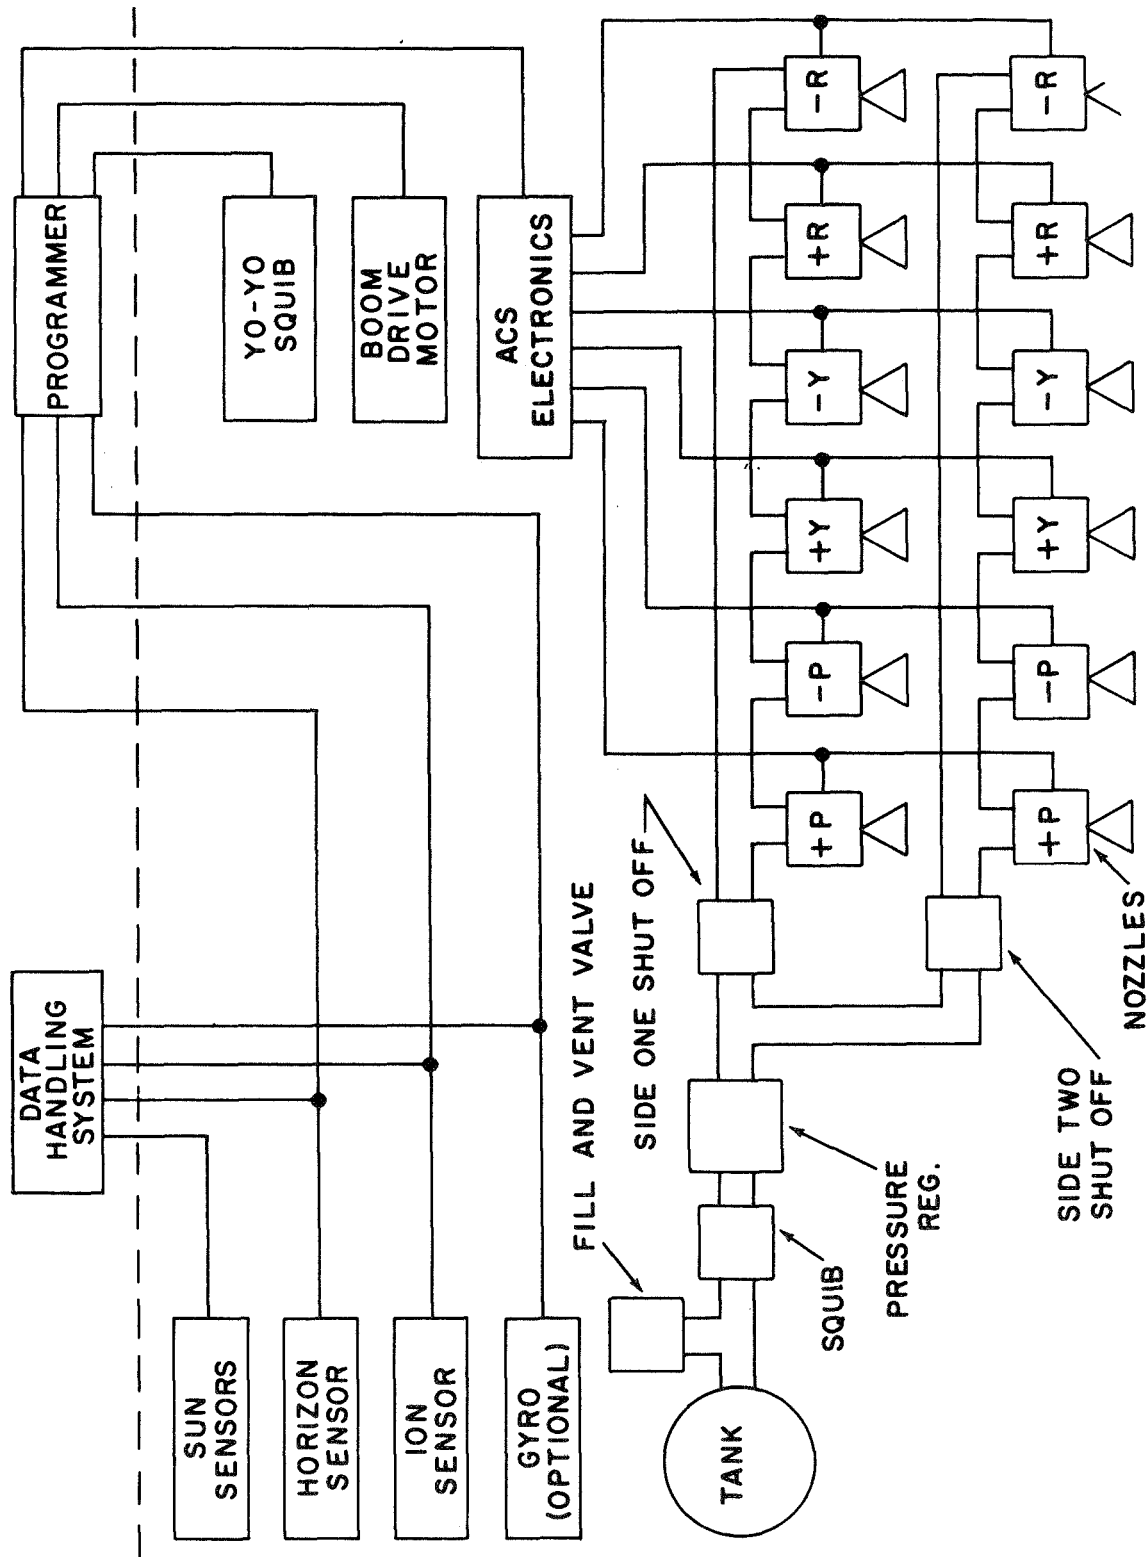 DATA
HANDLING
SYSTEM
PROGRAMMER
SUN
SENSORS
HORIZON
SENSOR
ION
SENSOR
GYRO
(OPTIONAL)
YO-YO
SQUIB
BOOM
DRIVE
MOTOR
ACS
ELECTRONICS
FILL AND VENT VALVE
SIDE ONE SHUT OFF
TANK
SQUIB
PRESSURE
REG.
+P
-P
+Y
-Y
+R
-R
SIDE TWO
SHUT OFF
+P
-P
+Y
-Y
+R
-R
NOZZLES